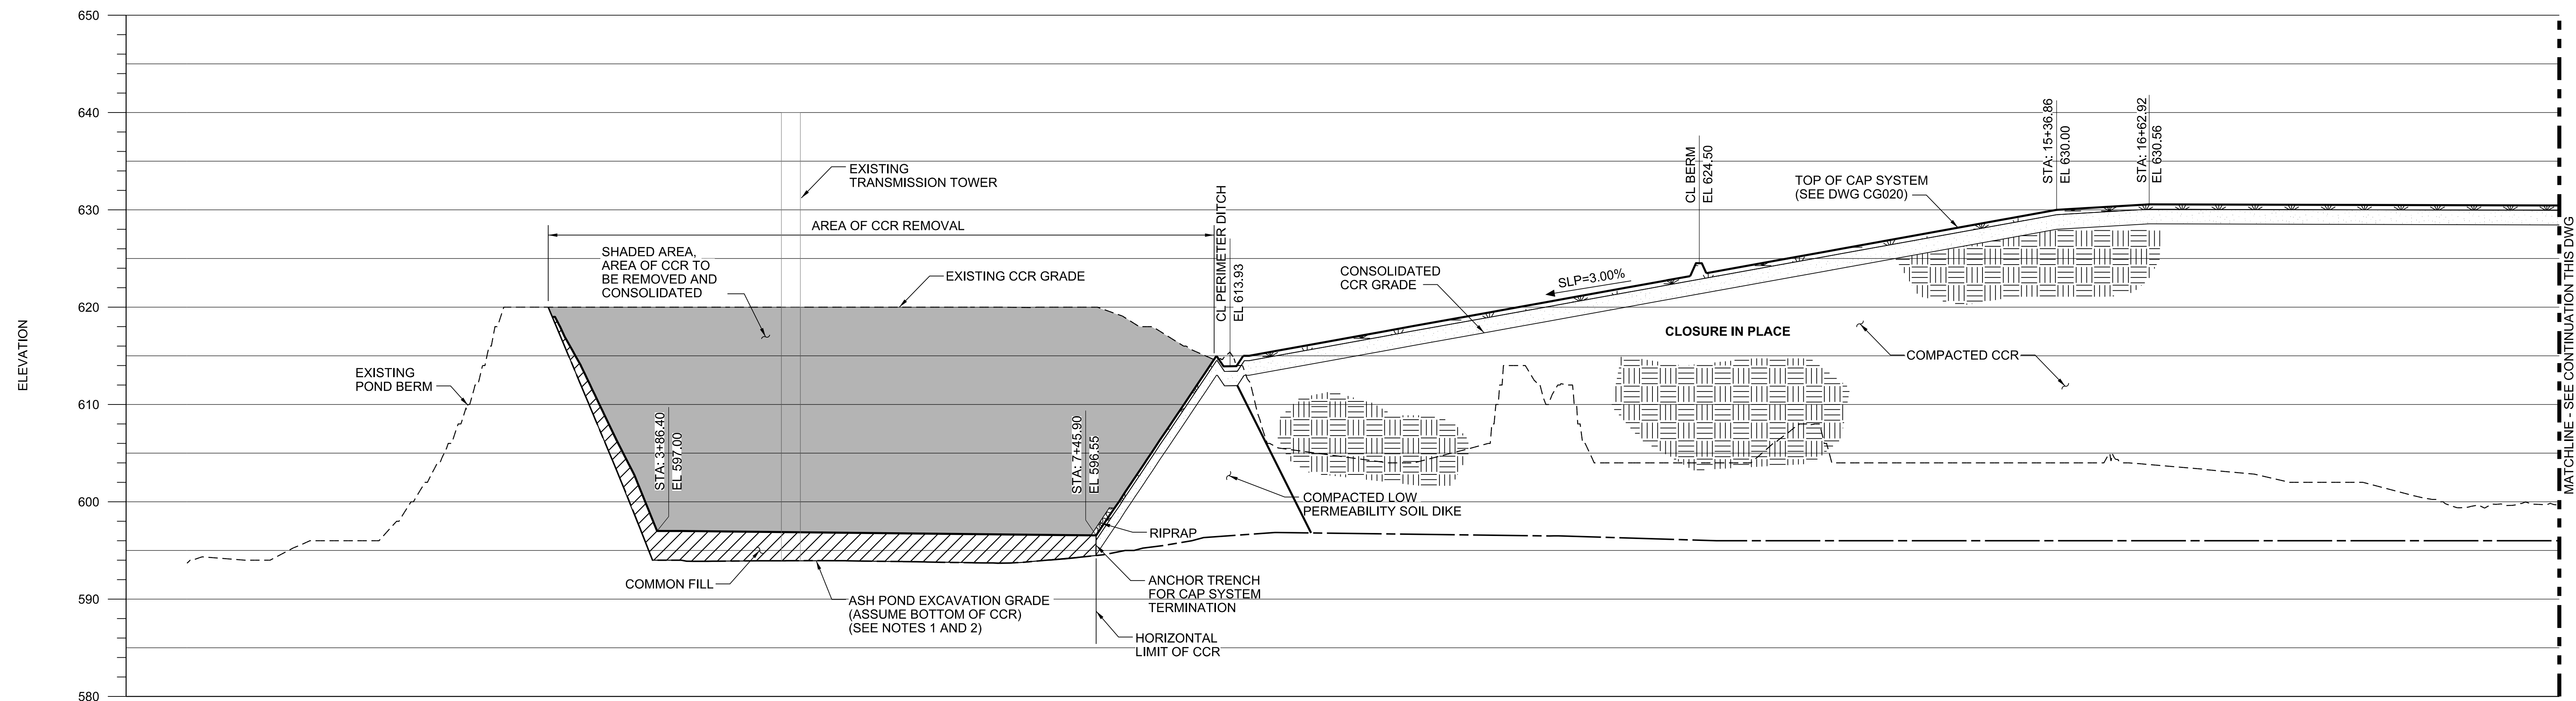 650
640
630
620
610
600
590
580
ELEVATION
EXISTING
POND BERM
SHADED AREA,
AREA OF CCR TO
BE REMOVED AND
CONSOLIDATED
AREA OF CCR REMOVAL
EXISTING
TRANSMISSION TOWER
EXISTING CCR GRADE
STA: 3+86.40
EL 597.00
COMMON FILL
ASH POND EXCAVATION GRADE
(ASSUME BOTTOM OF CCR)
(SEE NOTES 1 AND 2)
STA: 7+45.90
EL 596.55
RIPRAP
ANCHOR TRENCH
FOR CAP SYSTEM
TERMINATION
HORIZONTAL
LIMIT OF CCR
CL PERIMETER DITCH
EL 613.93
COMPACTED LOW
PERMEABILITY SOIL DIKE
CONSOLIDATED
CCR GRADE
SLP=3.00%
CL BERM
EL 624.50
CLOSURE IN PLACE
TOP OF CAP SYSTEM
(SEE DWG CG020)
COMPACTED CCR
STA: 15+36.86
EL 630.00
STA: 16+62.92
EL 630.56
MATCHLINE - SEE CONTINUATION THIS DWG